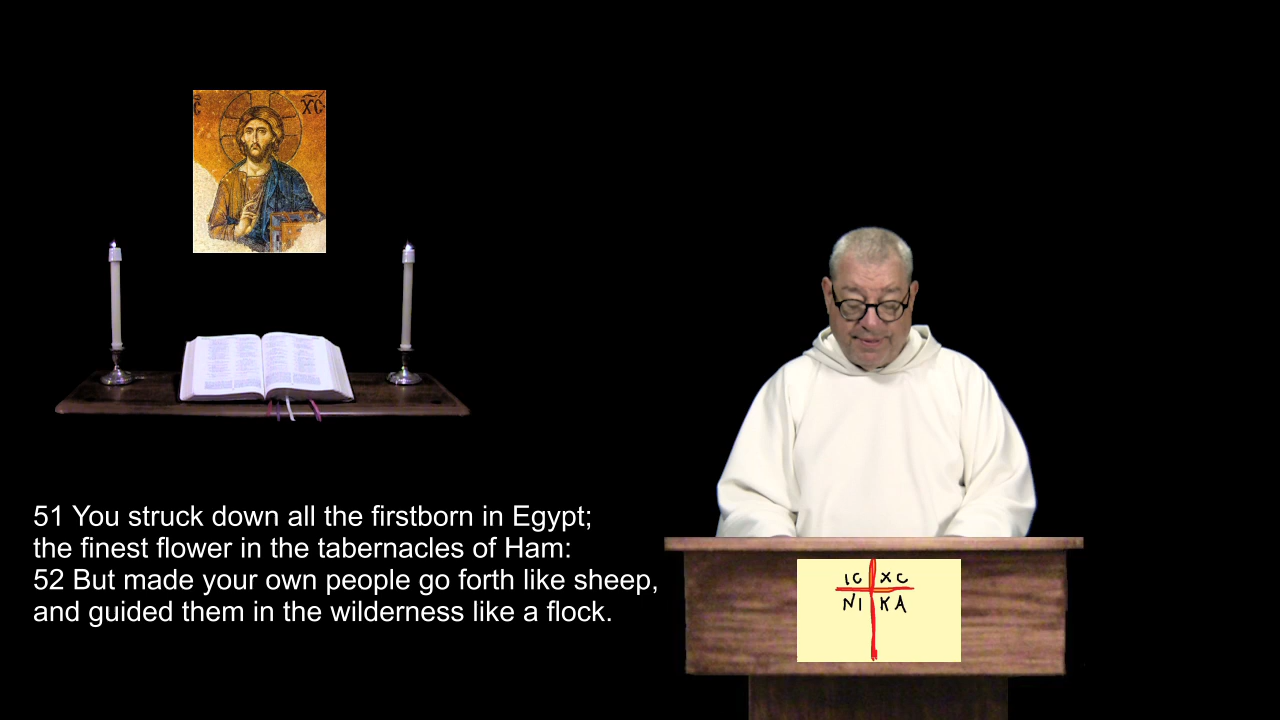 C XC
51 You struck down all the firstborn in Egypt;
the finest flower in the tabernacles of Ham:
52 But made your own people go forth like sheep,
and guided them in the wilderness like a flock.
IC XC
NI KA